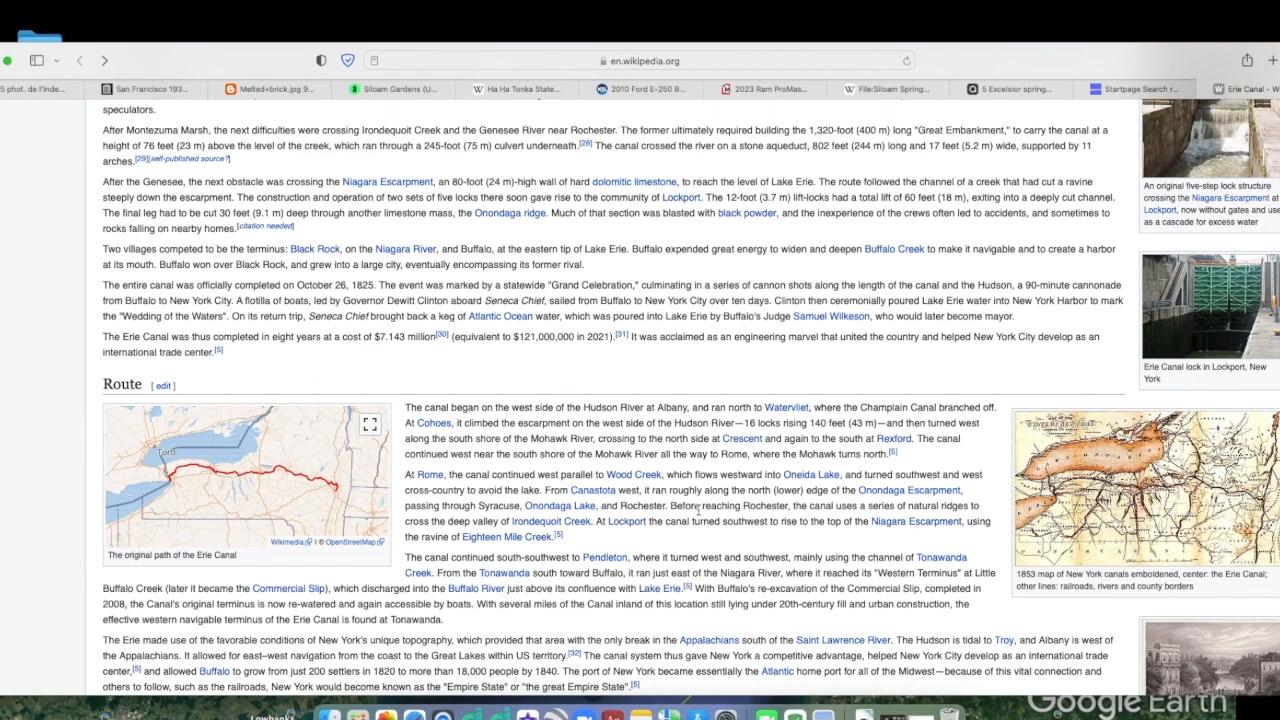 en.wikipedia.org
5 phot. de l'Inde...
San Francisco 193...
Melted+brick.jpg 9...
Siloam Gardens (U...
Ha Ha Tonka State...
2010 Ford E-250 B...
2023 Ram ProMas...
File:Siloam Spring...
5 Excelsior spring...
Startpage Search r...
Erie Canal - W
speculators.
After Montezuma Marsh, the next difficulties were crossing Irondequoit Creek and the Genesee River near Rochester. The former ultimately required building the 1,320-foot (400 m) long "Great Embankment," to carry the canal at
height of 76 feet (23 m) above the level of the creek, which ran through a 245-foot (75 m) culvert underneath.[28] The canal crossed the river on a stone aqueduct, 802 feet (244 m) long and 17 feet (5.2 m) wide, supported by 11
arches.[29][self-published source?]
After the Genesee, the next obstacle was crossing the Niagara Escarpment, an 80-foot (24 m)-high wall of hard dolomitic limestone, to reach the level of Lake Erie. The route followed the channel of a creek that had cut a ravine
steeply down the escarpment. The construction and operation of two sets of five locks there soon gave rise to the community of Lockport. The 12-foot (3.7 m) lift-locks had a total lift of 60 feet (18 m), exiting into a deeply cut channel.
The final leg had to be cut 30 feet (9.1 m) deep through another limestone mass, the Onondaga ridge. Much of that section was blasted with black powder, and the inexperience of the crews often led to accidents, and sometimes to
rocks falling on nearby homes.[citation needed]
Two villages competed to be the terminus: Black Rock, on the Niagara River, and Buffalo, at the eastern tip of Lake Erie. Buffalo expended great energy to widen and deepen Buffalo Creek to make it navigable and to create a harbor
at its mouth. Buffalo won over Black Rock, and grew into a large city, eventually encompassing its former rival.
The entire canal was officially completed on October 26, 1825. The event was marked by a statewide "Grand Celebration," culminating in a series of cannon shots along the length of the canal and the Hudson, a 90-minute cannonade
from Buffalo to New York City. A flotilla of boats, led by Governor Dewitt Clinton aboard Seneca Chief, sailed from Buffalo to New York City over ten days. Clinton then ceremonially poured Lake Erie water into New York Harbor to mark
the "Wedding of the Waters". On its return trip, Seneca Chief brought back a keg of Atlantic Ocean water, which was poured into Lake Erie by Buffalo's Judge Samuel Wilkeson, who would later become mayor.
The Erie Canal was thus completed in eight years at a cost of $7.143 million[30] (equivalent to $121,000,000 in 2021).[31] It was acclaimed as an engineering marvel that united the country and helped New York City develop as an
international trade center.[5]
An original five-step lock structure
crossing the Niagara Escarpment at
Lockport, now without gates and use
as a cascade for excess water
Erie Canal lock in Lockport, New
York
Route [ edit ]
Toro
Wikimedia | © OpenStreetMap
The original path of the Erie Canal
The canal began on the west side of the Hudson River at Albany, and ran north to Watervliet, where the Champlain Canal branched off.
At Cohoes, it climbed the escarpment on the west side of the Hudson River—16 locks rising 140 feet (43 m)—and then turned west
along the south shore of the Mohawk River, crossing to the north side at Crescent and again to the south at Rexford. The canal
continued west near the south shore of the Mohawk River all the way to Rome, where the Mohawk turns north.[5]
At Rome, the canal continued west parallel to Wood Creek, which flows westward into Oneida Lake, and turned southwest and west
cross-country to avoid the lake. From Canastota west, it ran roughly along the north (lower) edge of the Onondaga Escarpment,
passing through Syracuse, Onondaga Lake, and Rochester. Before reaching Rochester, the canal uses a series of natural ridges to
cross the deep valley of Irondequoit Creek. At Lockport the canal turned southwest to rise to the top of the Niagara Escarpment, using
the ravine of Eighteen Mile Creek.[5]
The canal continued south-southwest to Pendleton, where it turned west and southwest, mainly using the channel of Tonawanda
Creek. From the Tonawanda south toward Buffalo, it ran just east of the Niagara River, where it reached its "Western Terminus" at Little
Buffalo Creek (later it became the Commercial Slip), which discharged into the Buffalo River just above its confluence with Lake Erie.[5] With Buffalo's re-excavation of the Commercial Slip, completed in
2008, the Canal's original terminus is now re-watered and again accessible by boats. With several miles of the Canal inland of this location still lying under 20th-century fill and urban construction, the
effective western navigable terminus of the Erie Canal is found at Tonawanda.
1853 map of New York canals emboldened, center: the Erie Canal;
other lines: railroads, rivers and county borders
The Erie made use of the favorable conditions of New York's unique topography, which provided that area with the only break in the Appalachians south of the Saint Lawrence River. The Hudson is tidal to Troy, and Albany is west of
the Appalachians. It allowed for east–west navigation from the coast to the Great Lakes within US territory.[32] The canal system thus gave New York a competitive advantage, helped New York City develop as an international trade
center,[5] and allowed Buffalo to grow from just 200 settlers in 1820 to more than 18,000 people by 1840. The port of New York became essentially the Atlantic home port for all of the Midwest—because of this vital connection and
others to follow, such as the railroads, New York would become known as the "Empire State" or "the great Empire State".[5]
Google Earth
Lowbanks